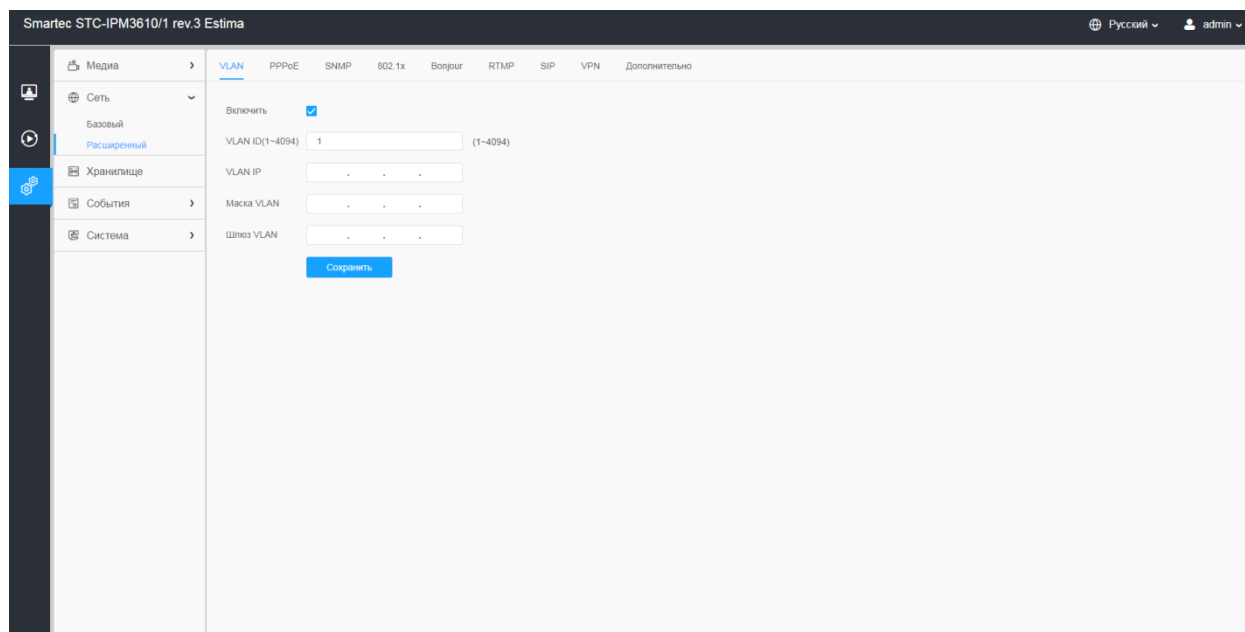 Smartec STC-IPM3610/1 rev.3 Estima
Русский admin
Медиа
Сеть
Базовый
Расширенный
Хранилище
События
Система
VLAN PPPoE SNMP 802.1x Bonjour RTMP SIP VPN Дополнительно
Включить
VLAN ID(1~4094) 1 (1~4094)
VLAN IP . . .
Маска VLAN . . .
Шлюз VLAN . . .
Сохранить